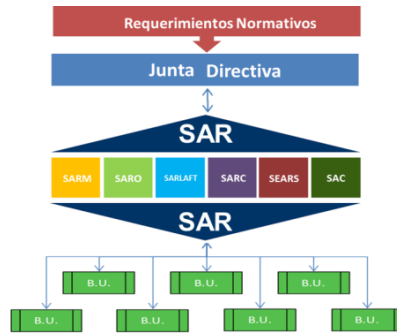 Requerimientos Normativos
Junta Directiva
SAR
SARM SARO SARLAFT SARC SEARS SAC
SAR
B.U. B.U. B.U.
B.U. B.U. B.U. B.U.